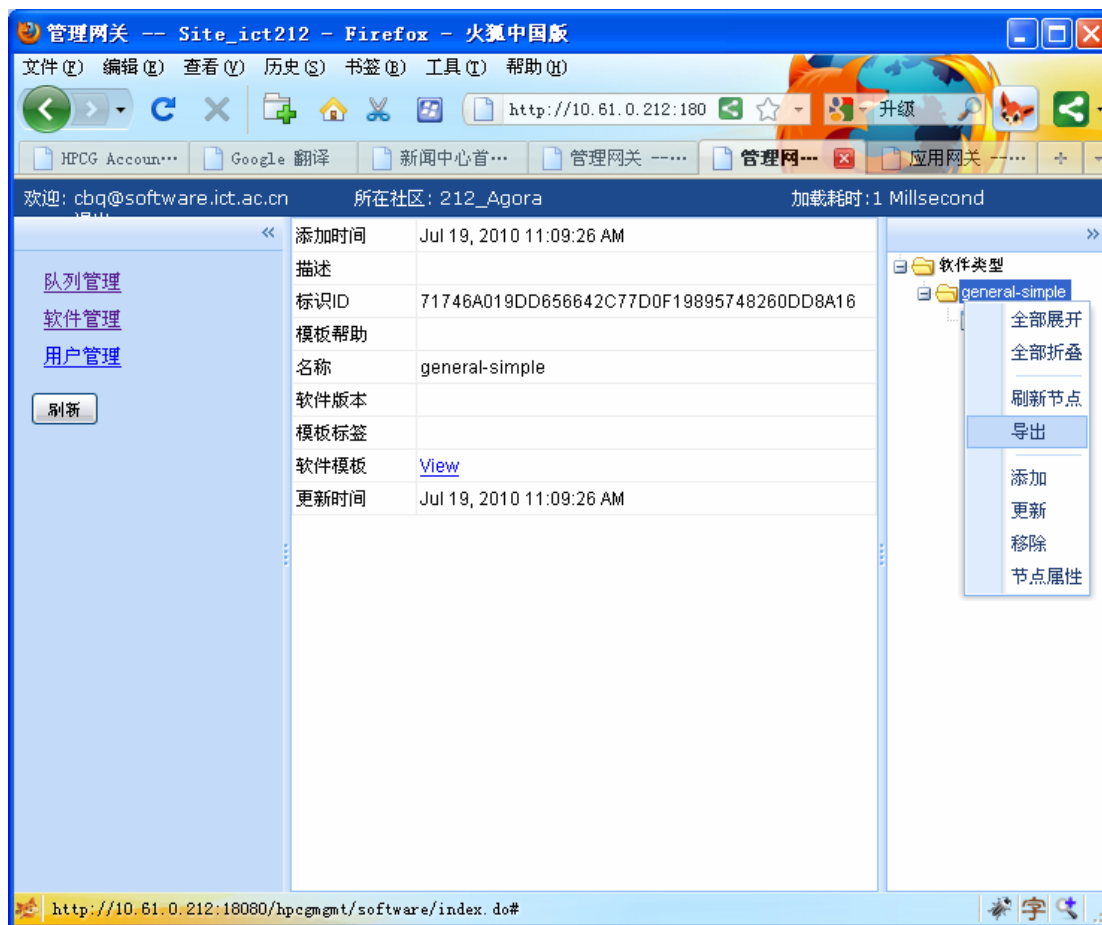 管理网关 -- Site_ict212 - Firefox - 火狐中国版
文件(F) 编辑(E) 查看(V) 历史(S) 书签(B) 工具(T) 帮助(H)
http://10.61.0.212:180 升级
HPCG Accoun… Google 翻译 新闻中心首… 管理网关 --… 管理网… 应用网关 --…
欢迎: cbq@software.ict.ac.cn 所在社区: 212_Agora 加载耗时:1 Millsecond
队列管理
软件管理
用户管理
刷新
添加时间 Jul 19, 2010 11:09:26 AM
描述
标识ID 71746A019DD656642C77D0F19895748260DD8A16
模板帮助
名称 general-simple
软件版本
模板标签
软件模板 View
更新时间 Jul 19, 2010 11:09:26 AM
软件类型
general-simple
全部展开
全部折叠
刷新节点
导出
添加
更新
移除
节点属性
http://10.61.0.212:18080/hpcgmgmt/software/index.do#
字